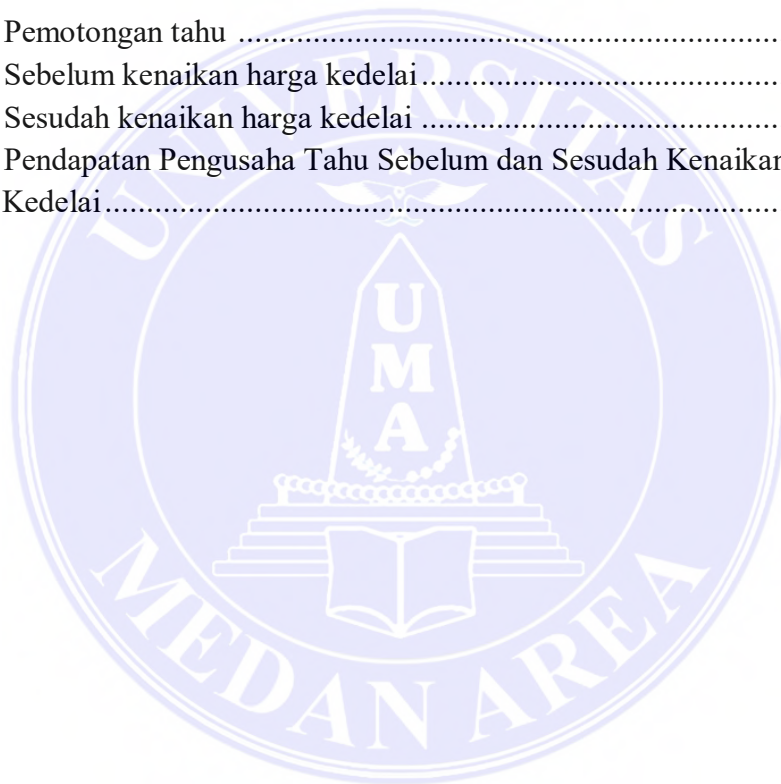 Pemotongan tahu ................................................................
Sebelum kenaikan harga kedelai ...........................................
Sesudah kenaikan harga kedelai ...........................................
Pendapatan Pengusaha Tahu Sebelum dan Sesudah Kenaikan
Kedelai ................................................................................
UNIVERSITAS
U
M
A
MEDAN AREA